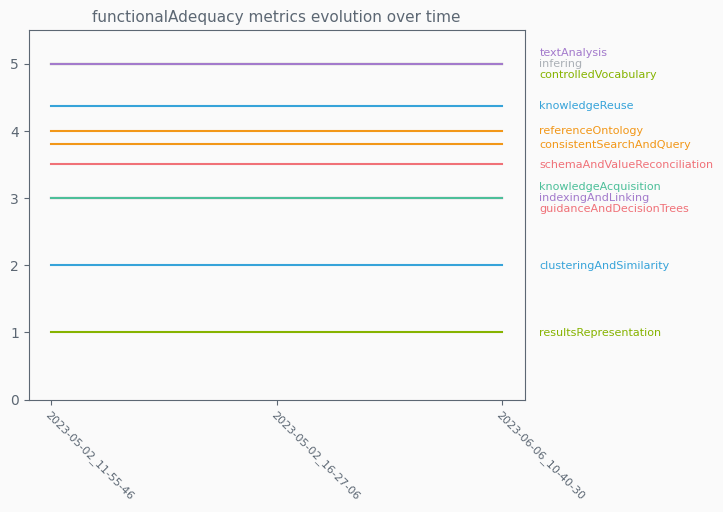 functionalAdequacy metrics evolution over time
5
4
3
2
1
0
textAnalysis
infering
controlledVocabulary
knowledgeReuse
referenceOntology
consistentSearchAndQuery
schemaAndValueReconciliation
knowledgeAcquisition
indexingAndLinking
guidanceAndDecisionTrees
clusteringAndSimilarity
resultsRepresentation
2023-05-02_11-55-46
2023-05-02_16-27-06
2023-06-06_10-40-30